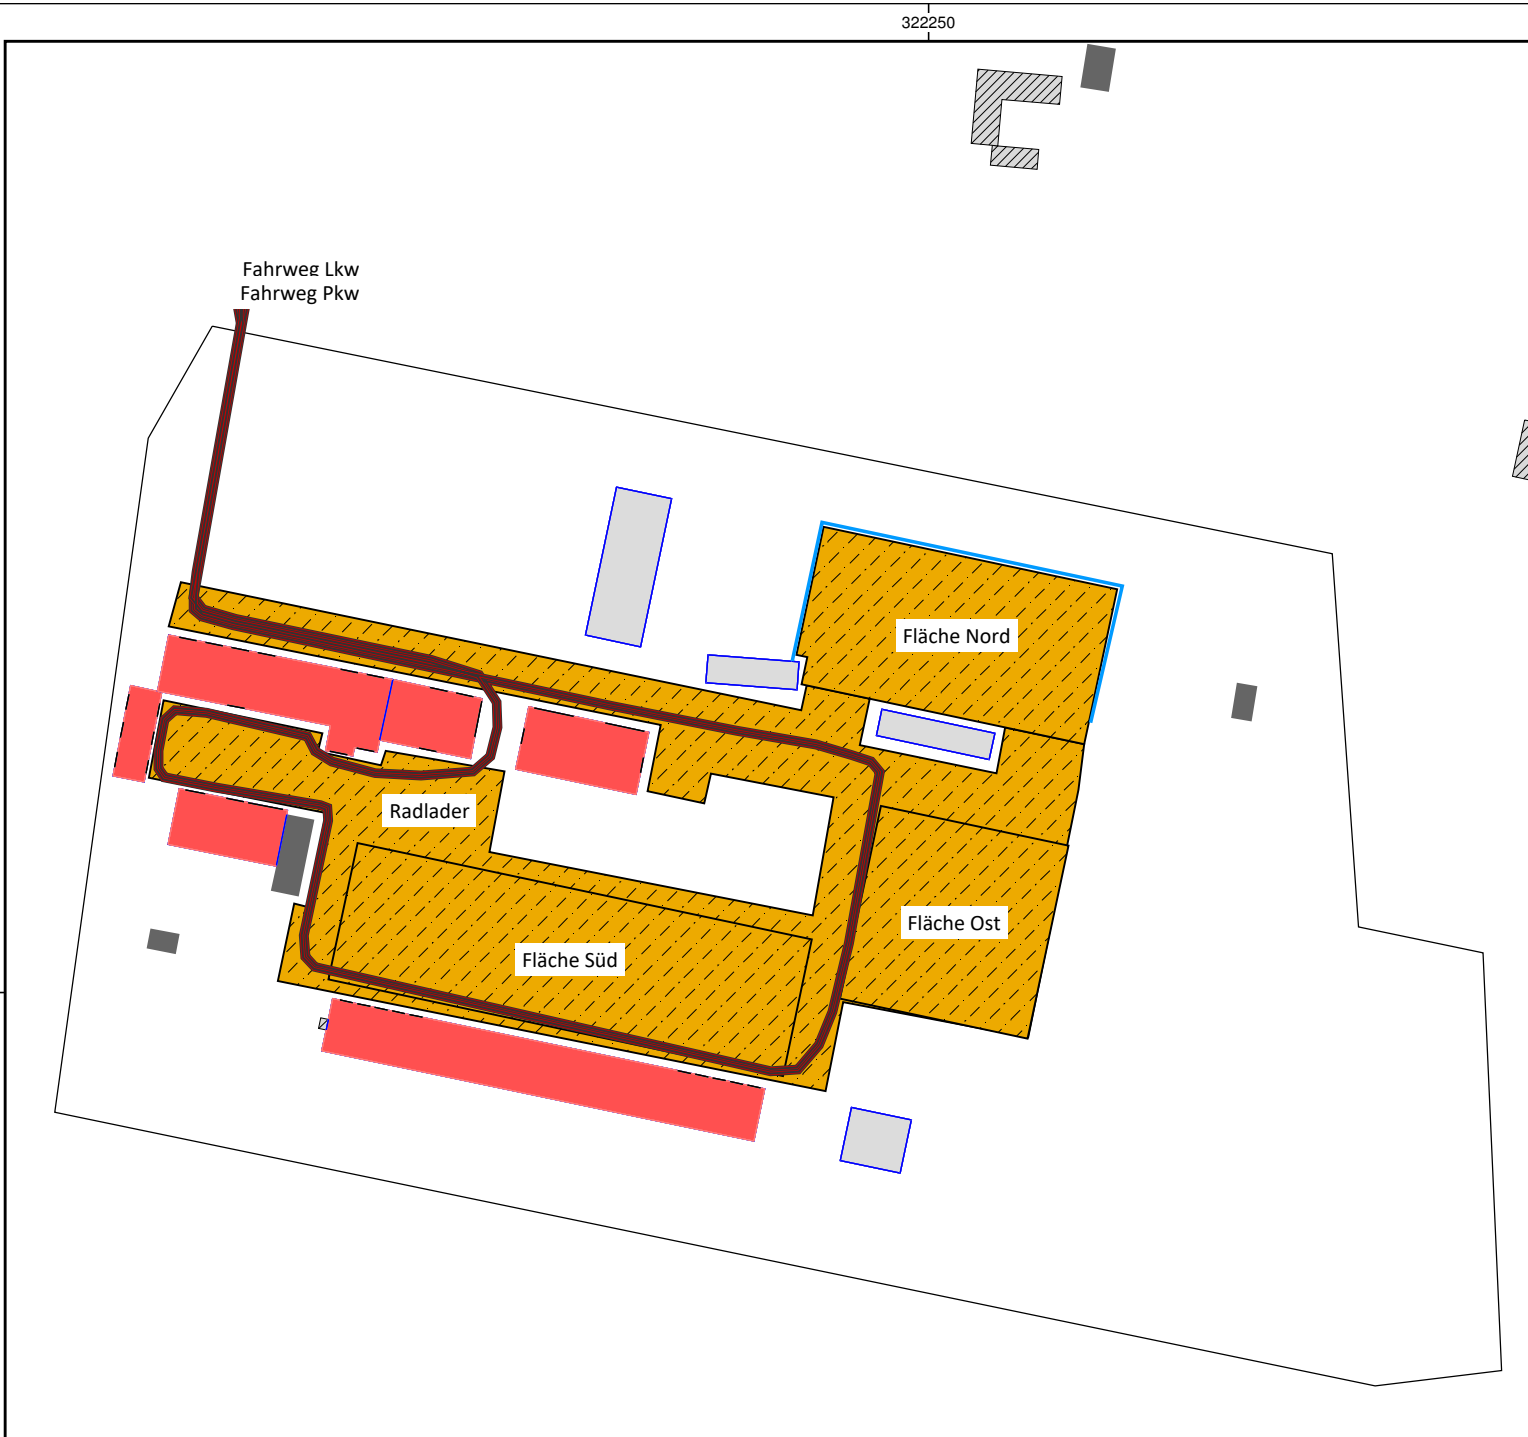 322250
Fahrweg Lkw
Fahrweg Pkw
Fläche Nord
Radlader
Fläche Ost
Fläche Süd